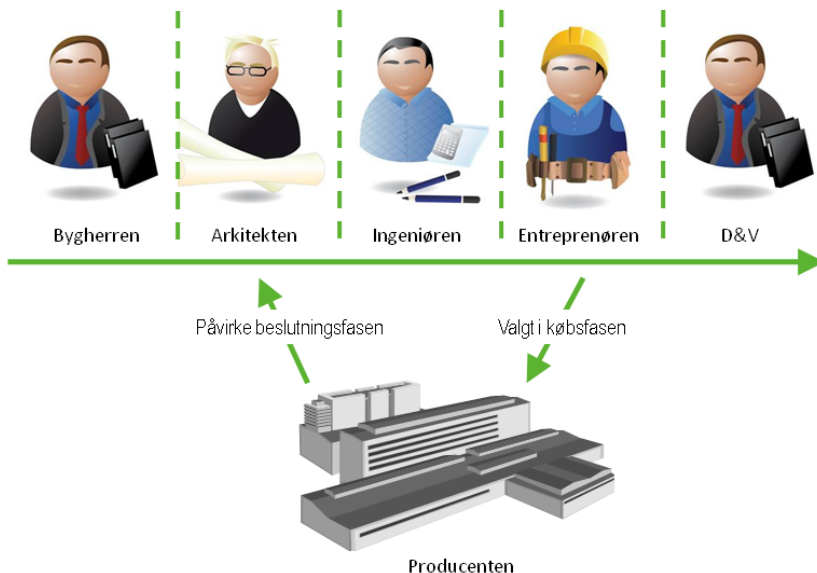 Bygherren
Arkitekten
Ingeniøren
Entreprenøren
D&V
Påvirke beslutningsfasen
Valgt i købsfasen
Producenten